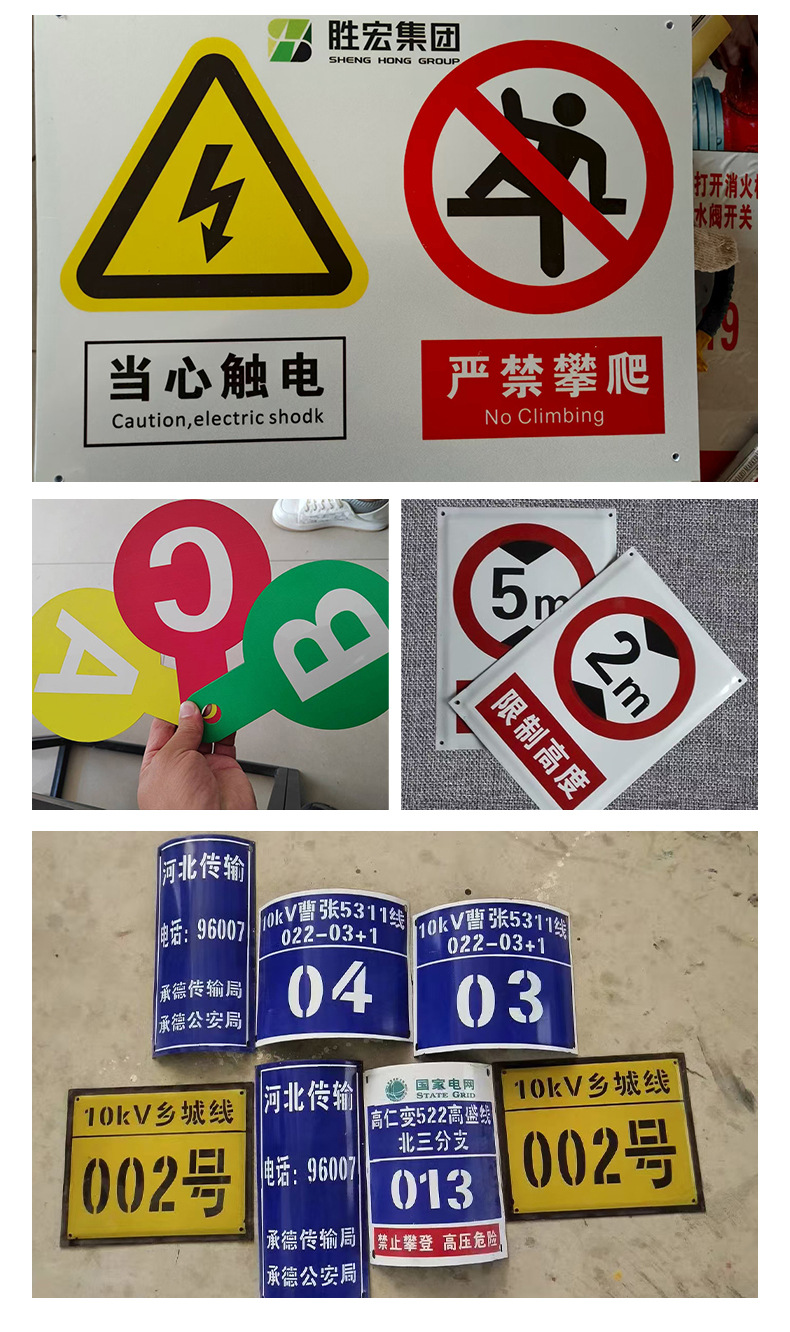 胜宏集团
SHENG HONG GROUP
当心触电
Caution,electric shodk
严禁攀爬
No Climbing
打开消火
水阀开关
19
A
C
B
5m
2m
限制高度
河北传输
电话: 96007
承德传输局
承德公安局
10kV曹张5311线
022-03+1
04
10kV曹张5311线
022-03+1
03
10kV乡城线
002号
河北传输
电话: 96007
承德传输局
承德公安局
国家电网
STATE GRID
高仁变522高盛线
北三分支
013
禁止攀登 高压危险
10kV乡城线
002号